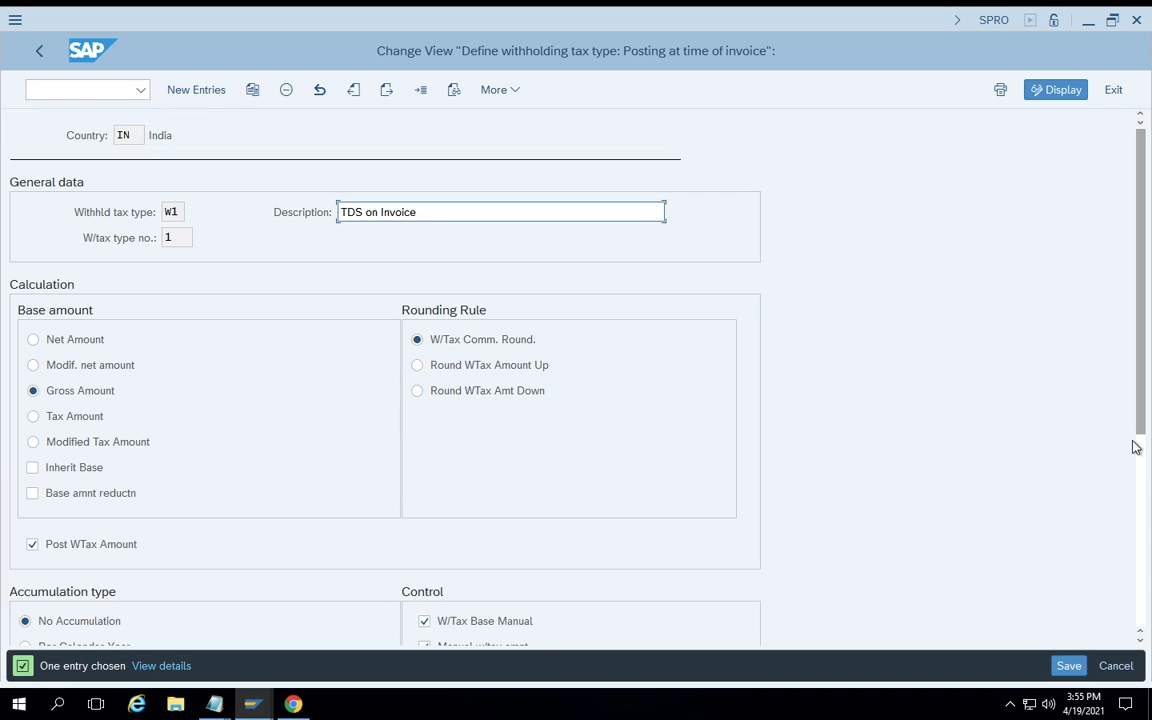 SPRO
SAP
Change View "Define withholding tax type: Posting at time of invoice":
New Entries
More
Display
Exit
Country: IN India
General data
Withhld tax type: W1
Description: TDS on Invoice
W/tax type no.: 1
Calculation
Base amount
Rounding Rule
Net Amount
W/Tax Comm. Round.
Modif. net amount
Round WTax Amount Up
Gross Amount
Round WTax Amt Down
Tax Amount
Modified Tax Amount
Inherit Base
Base amnt reductn
Post WTax Amount
Accumulation type
Control
No Accumulation
W/Tax Base Manual
One entry chosen View details
Save
Cancel
3:55 PM
4/19/2021